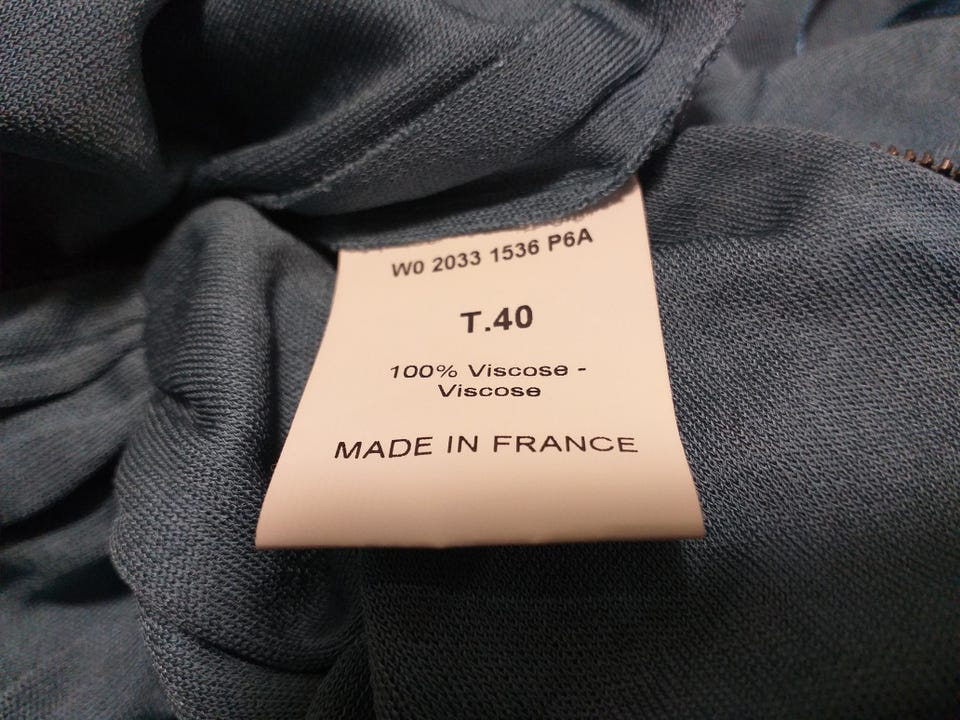 W0 2033 1536 P6A
T.40
100% Viscose -
Viscose
MADE IN FRANCE